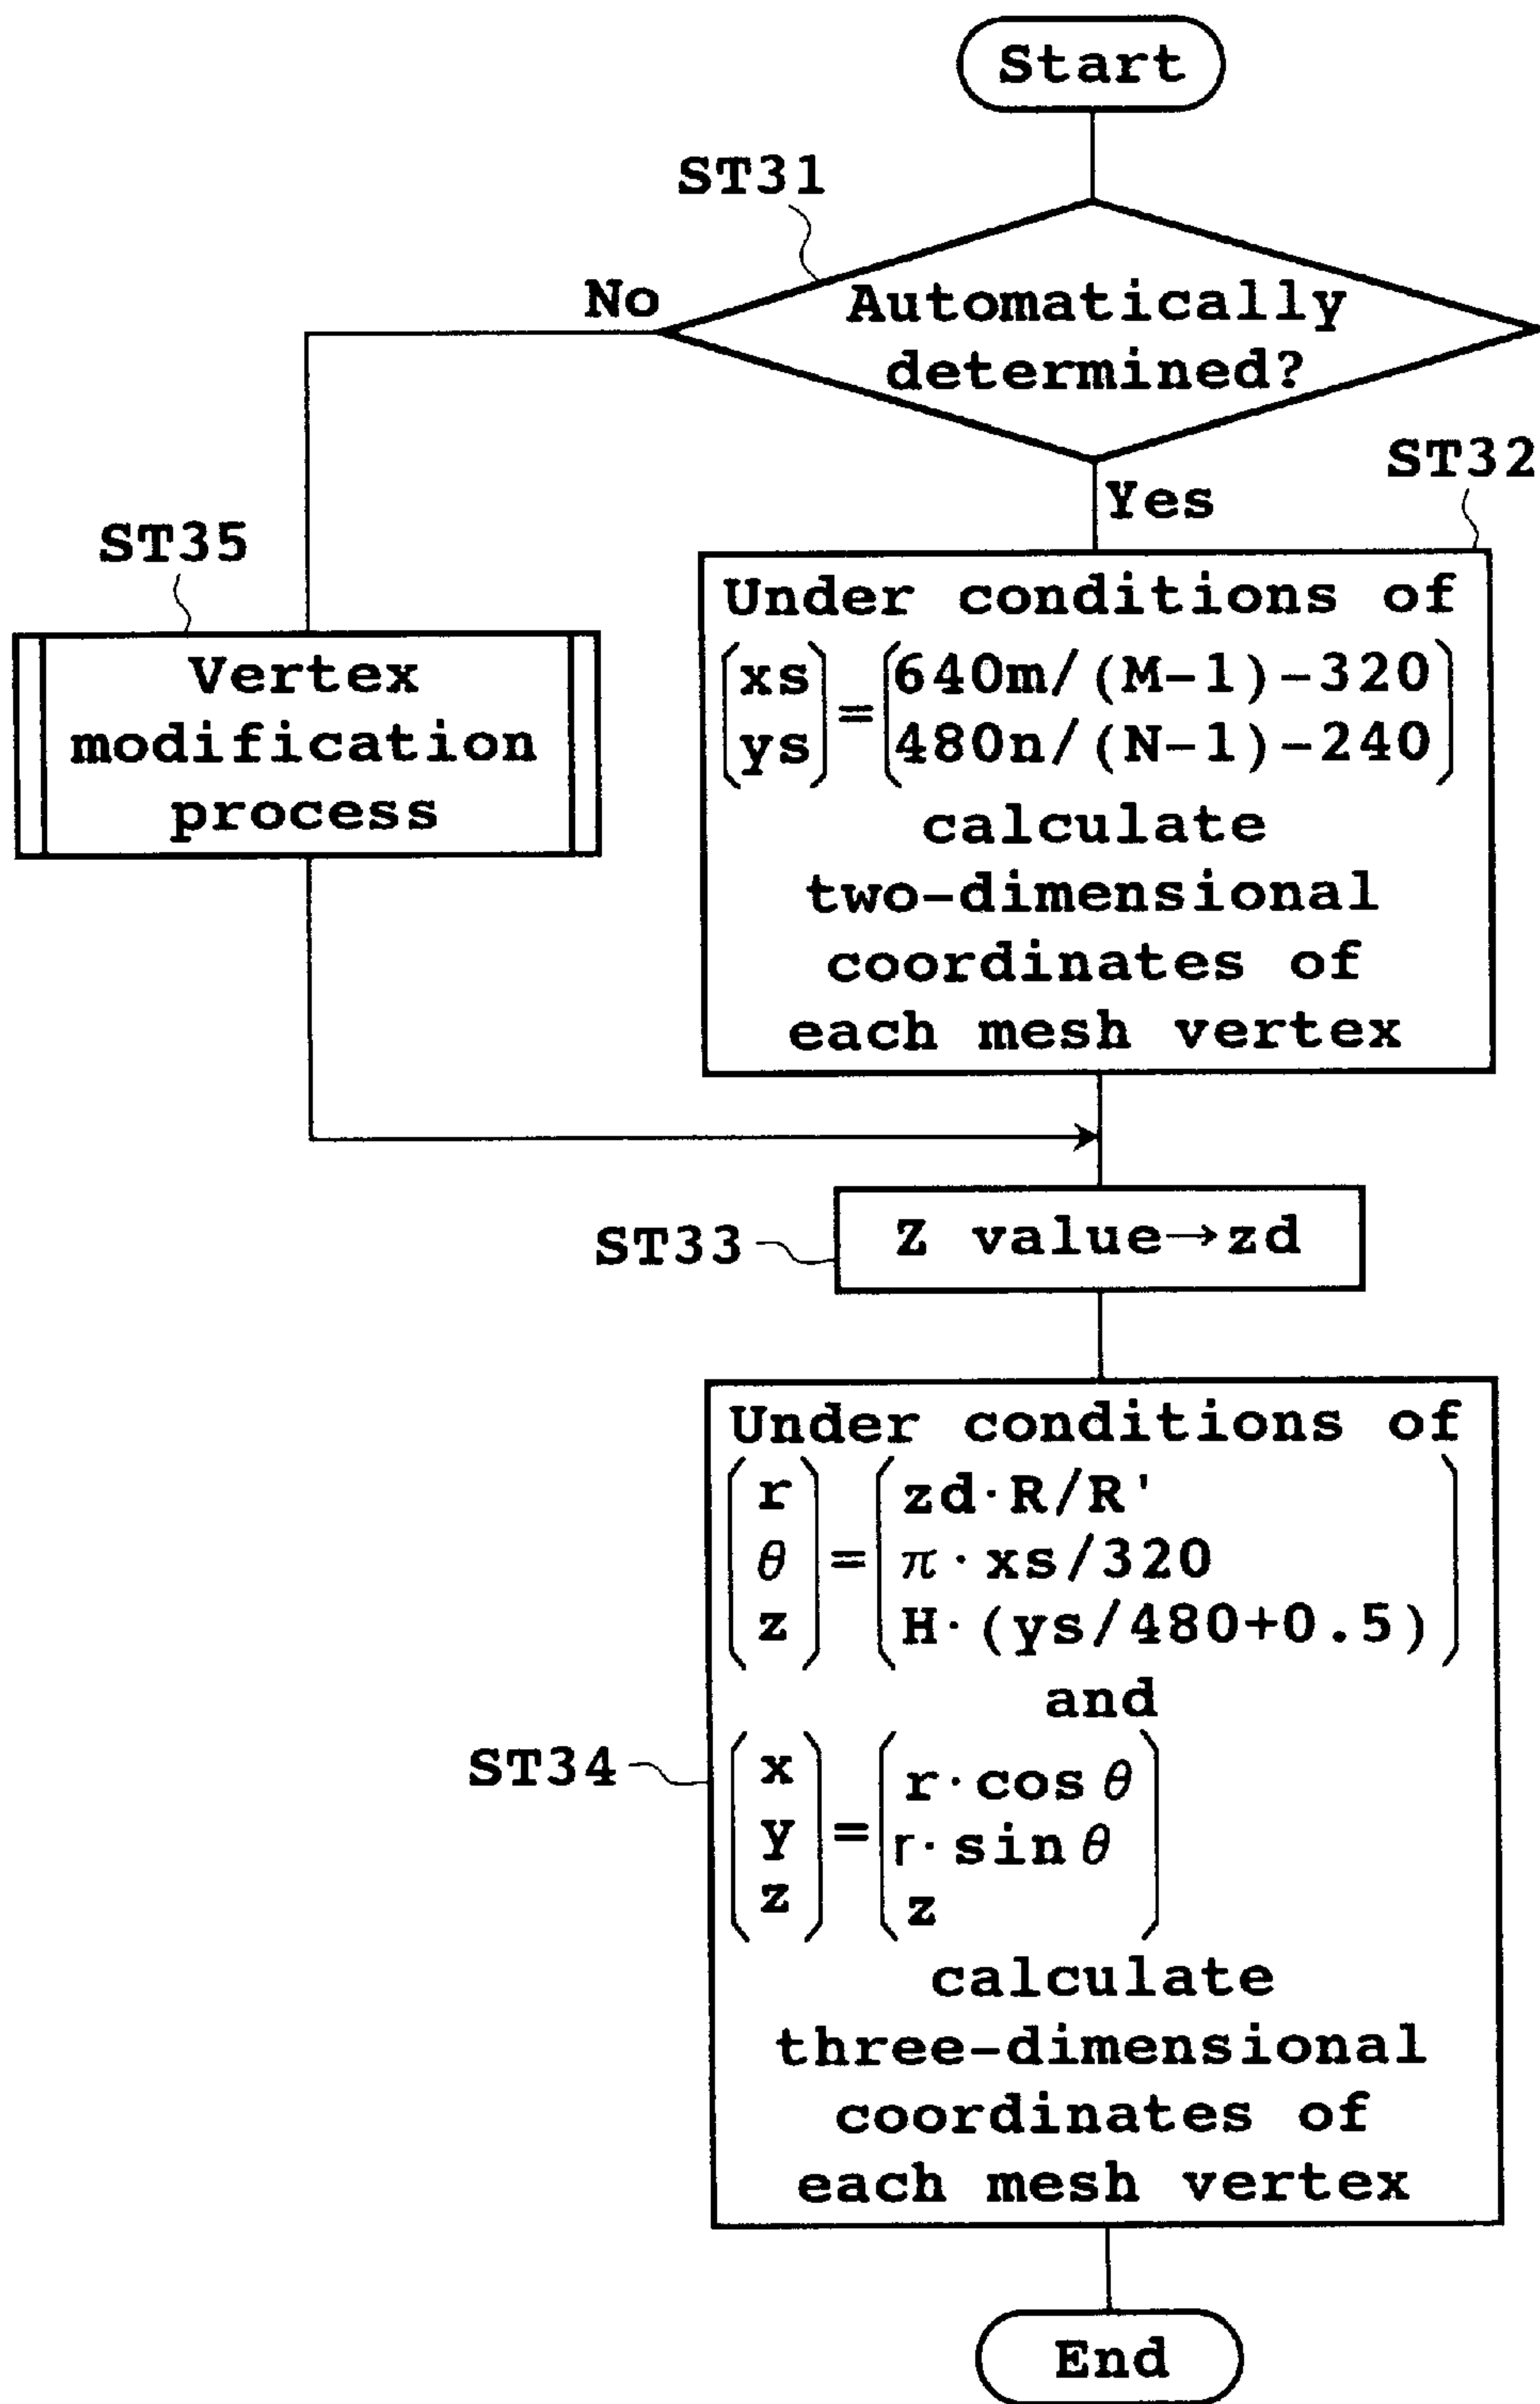 Start
ST31
No
Automatically
determined?
Yes
ST32
ST35
Vertex
modification
process
Under conditions of
(xs) = (640m/(M-1)-320)
(ys) = (480n/(N-1)-240)
calculate
two-dimensional
coordinates of
each mesh vertex
ST33
Z value→zd
Under conditions of
(r) = (zd·R/R')
(θ) = (π·xs/320)
(z) = (H·(ys/480+0.5))
and
ST34
(x) = (r·cosθ)
(y) = (r·sinθ)
(z) = (z)
calculate
three-dimensional
coordinates of
each mesh vertex
End